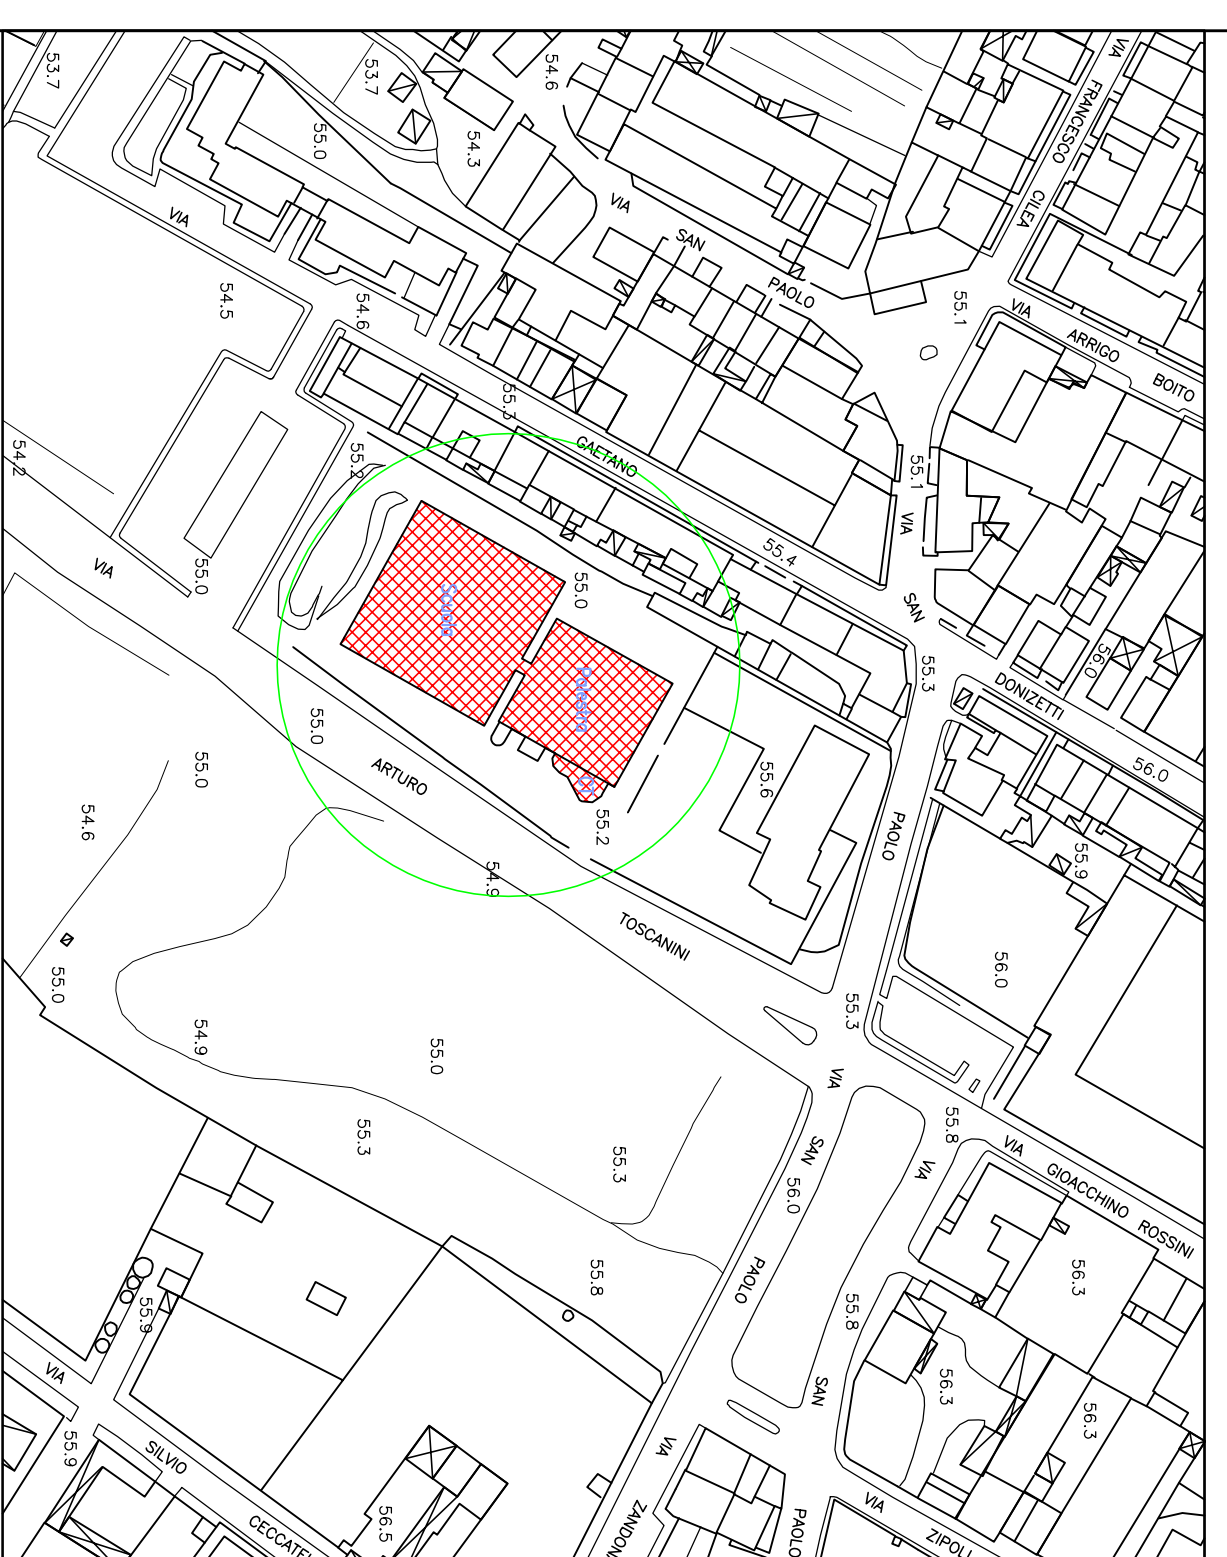 53.7
53.7
54.6
55.0
54.3
VIA FRANCESCO CILEA
VIA SAN PAOLO
VIA
54.5
54.6
55.1
VIA ARRIGO BOITO
55.3
GAETANO
55.2
54.2
55.1
VIA
55.4
SAN
55.3
DONIZETTI
56.0
56.0
VIA
55.0
55.0
Scuola
Palestra
CT
55.0
55.0
ARTURO
55.6
55.2
PAOLO
55.9
54.6
54.9
TOSCANINI
56.0
55.0
54.9
55.0
55.3
VIA
SAN
PAOLO
55.8
VIA
SAN
PAOLO
VIA GIOACCHINO ROSSINI
55.3
55.3
56.0
55.8
55.8
56.3
56.3
56.3
55.9
VIA
SILVIO
55.9
56.5
VIA
VIA
ZIPOLI